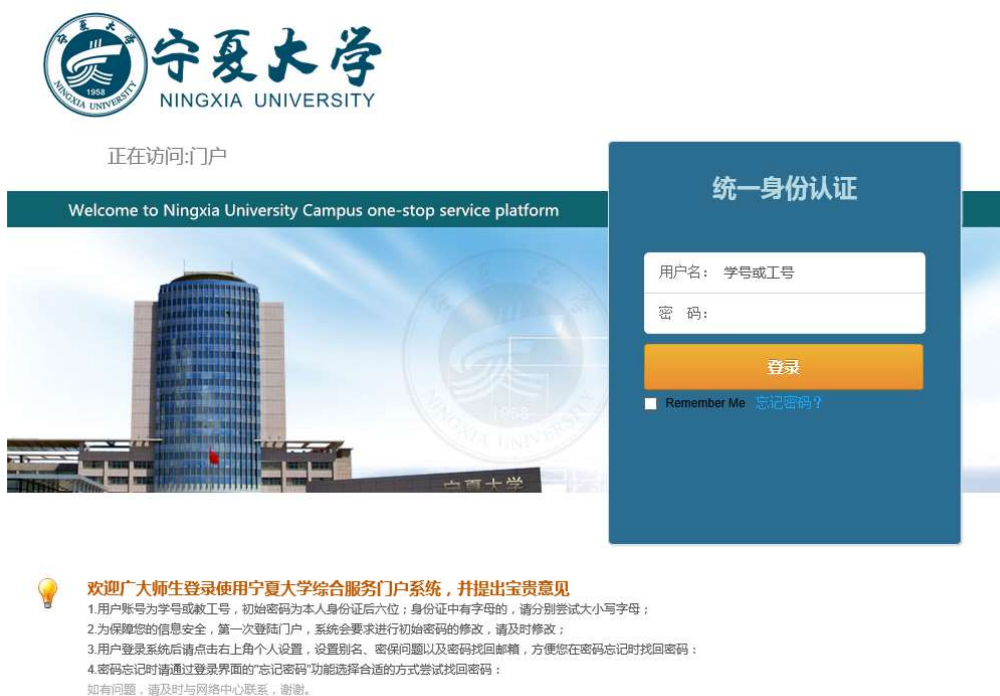 宁夏大学
NINGXIA UNIVERSITY
1958
NINGXIA UNIVERSITY
正在访问:门户
统一身份认证
Welcome to Ningxia University Campus one-stop service platform
用户名： 学号或工号
密 码：
登录
Remember Me 忘记密码？
1958
NINGXIA UNIVERSITY
宁夏大学
欢迎广大师生登录使用宁夏大学综合服务门户系统，并提出宝贵意见
1.用户账号为学号或教工号，初始密码为本人身份证后六位；身份证中有字母的，请分别尝试大小写字母；
2.为保障您的信息安全，第一次登陆门户，系统会要求进行初始密码的修改，请及时修改；
3.用户登录系统后请点击右上角个人设置，设置别名、密保问题以及密码找回邮箱，方便您在密码忘记时找回密码：
4.密码忘记时请通过登录界面的"忘记密码"功能选择合适的方式尝试找回密码：
如有问题，请及时与网络中心联系，谢谢。